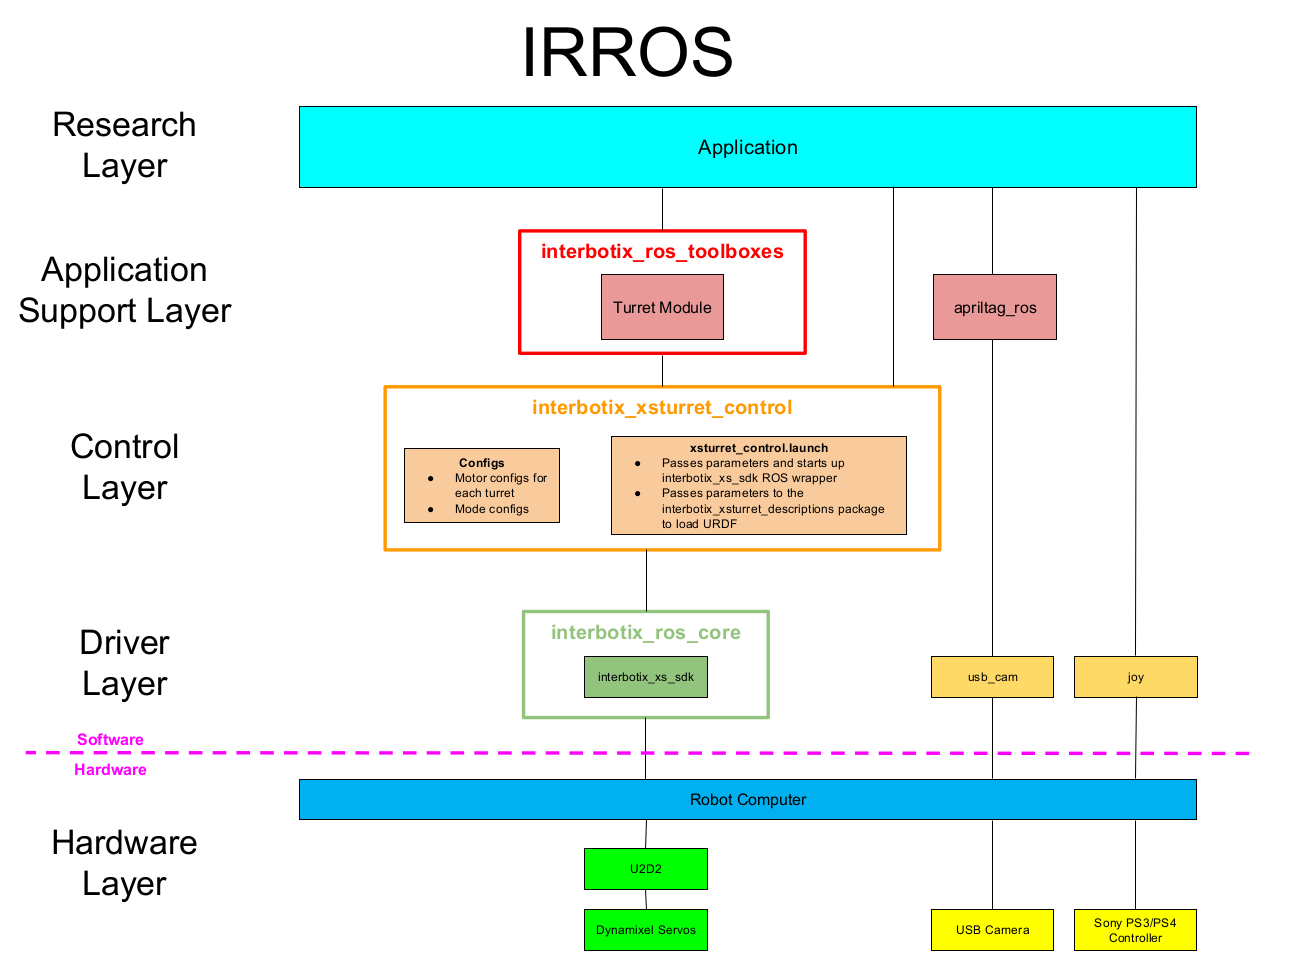 IRROS
Research
Layer
Application
Application
Support Layer
interbotix_ros_toolboxes
Turret Module
apriltag_ros
Control
Layer
interbotix_xsturret_control
Configs
● Motor configs for
each turret
● Mode configs
xsturret_control.launch
● Passes parameters and starts up
interbotix_xs_sdk ROS wrapper
● Passes parameters to the
interbotix_xsturret_descriptions package
to load URDF
Driver
Layer
interbotix_ros_core
interbotix_xs_sdk
usb_cam
joy
Software
Hardware
Robot Computer
Hardware
Layer
U2D2
Dynamixel Servos
USB Camera
Sony PS3/PS4
Controller